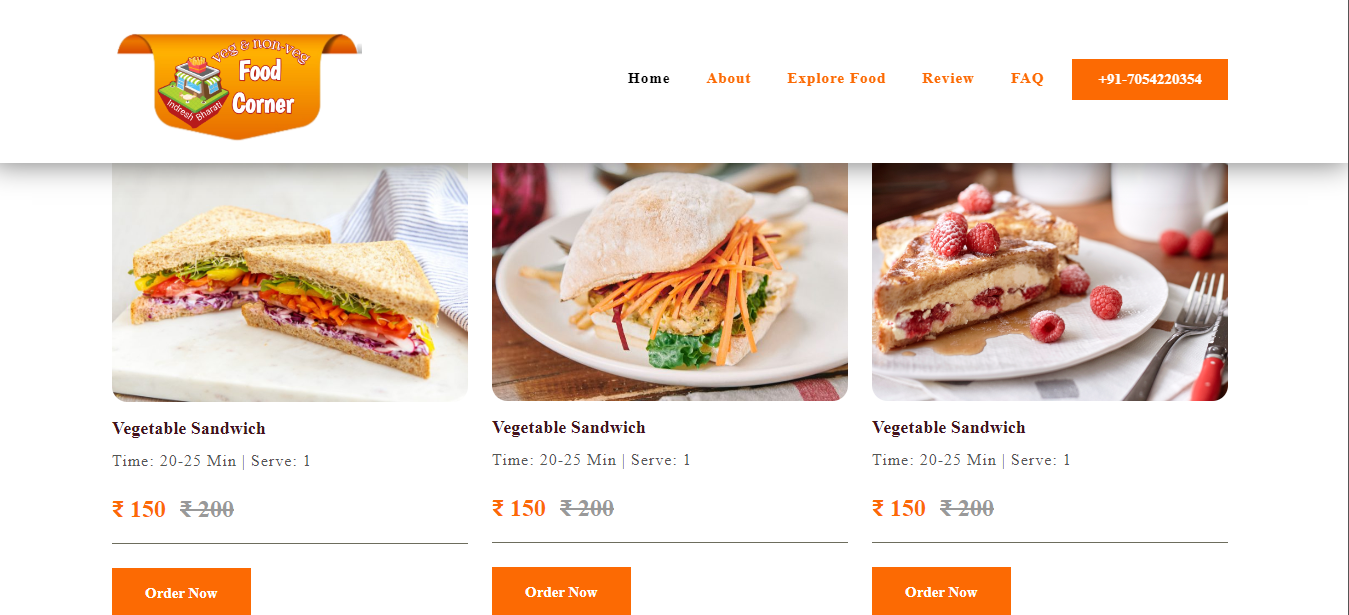 veg & non-veg
Food
Corner
Indresh Bharati
Home About Explore Food Review FAQ +91-7054220354
Vegetable Sandwich Vegetable Sandwich Vegetable Sandwich
Time: 20-25 Min | Serve: 1 Time: 20-25 Min | Serve: 1 Time: 20-25 Min | Serve: 1
₹ 150 ₹ 200 ₹ 150 ₹ 200 ₹ 150 ₹ 200
Order Now Order Now Order Now